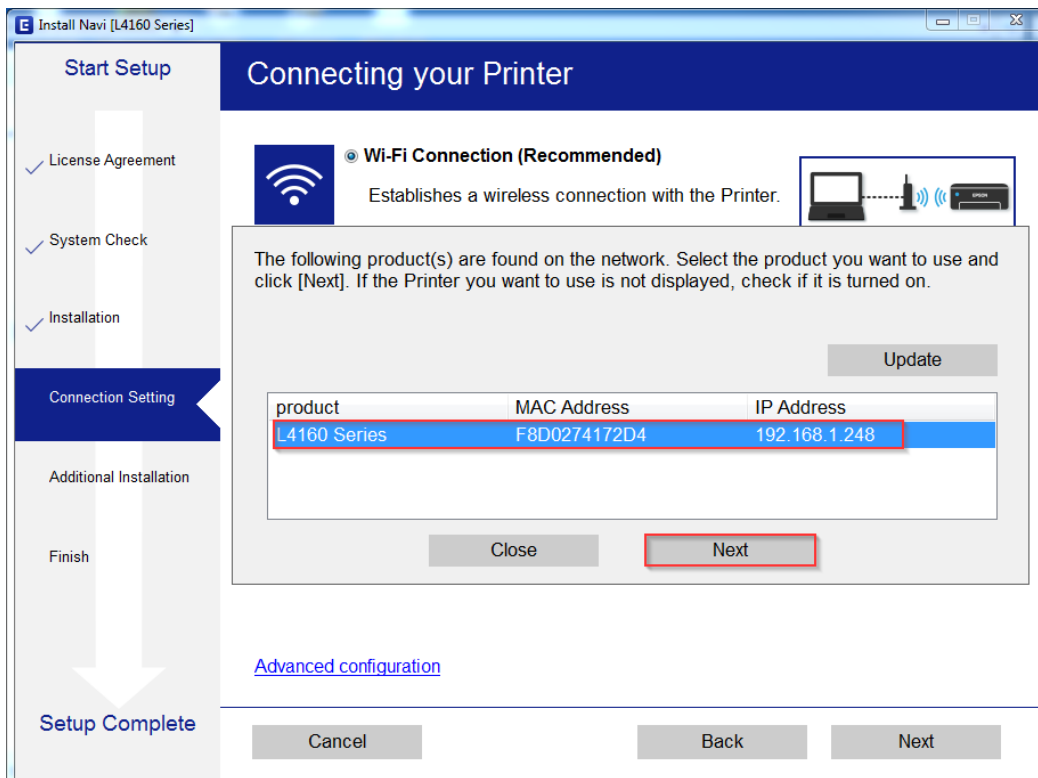 Install Navi [L4160 Series]
Start Setup
License Agreement
System Check
Installation
Connection Setting
Additional Installation
Finish
Setup Complete
Connecting your Printer
Wi-Fi Connection (Recommended)
Establishes a wireless connection with the Printer.
EPSON
The following product(s) are found on the network. Select the product you want to use and
click [Next]. If the Printer you want to use is not displayed, check if it is turned on.
Update
product MAC Address IP Address
L4160 Series F8D0274172D4 192.168.1.248
Close Next
Advanced configuration
Cancel Back Next